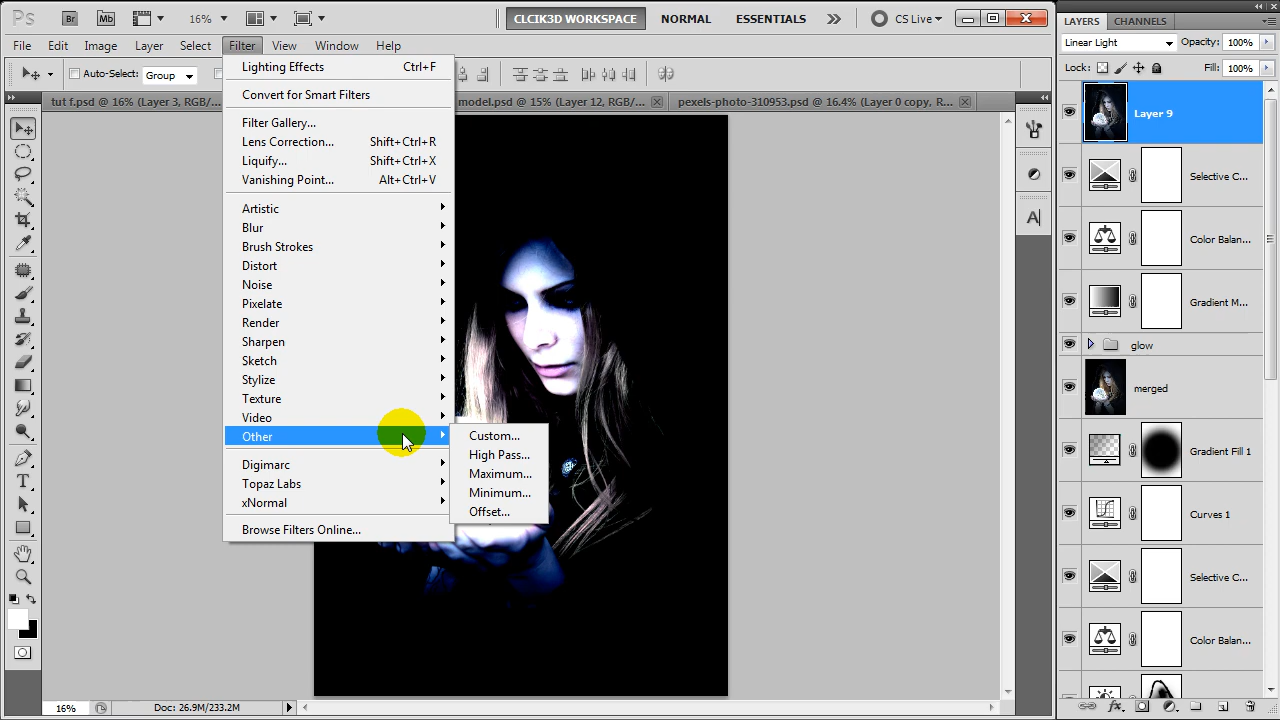 Ps Br Mb 16% CLCIK3D WORKSPACE NORMAL ESSENTIALS CS Live
File Edit Image Layer Select Filter View Window Help
Auto-Select: Group
tut f.psd @ 16% (Layer 3, RGB/...
model.psd @ 15% (Layer 12, RGB/...
pexels-photo-310953.psd @ 16.4% (Layer 0 copy, R...
Lighting Effects Ctrl+F
Convert for Smart Filters
Filter Gallery...
Lens Correction... Shift+Ctrl+R
Liquify... Shift+Ctrl+X
Vanishing Point... Alt+Ctrl+V
Artistic
Blur
Brush Strokes
Distort
Noise
Pixelate
Render
Sharpen
Sketch
Stylize
Texture
Video
Other
Digimarc
Topaz Labs
xNormal
Browse Filters Online...
Custom...
High Pass...
Maximum...
Minimum...
Offset...
A
T
16% Doc: 26.9M/233.2M
LAYERS CHANNELS
Linear Light Opacity: 100%
Lock: Fill: 100%
Layer 9
Selective C...
Color Balan...
Gradient M...
glow
merged
Gradient Fill 1
Curves 1
Selective C...
Color Balan...
fx